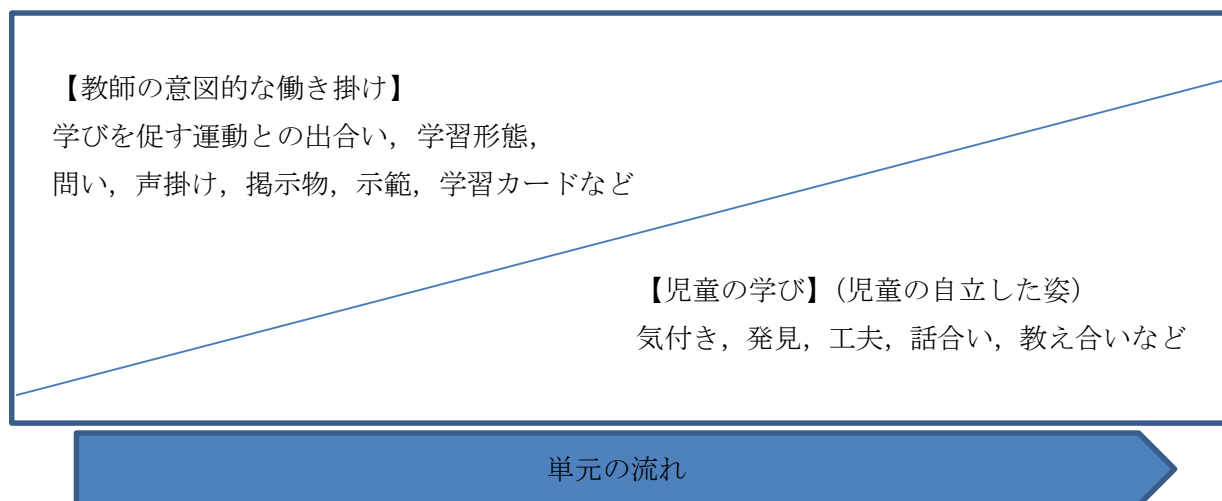 【教師の意図的な働き掛け】
学びを促す運動との出合い，学習形態，
問い，声掛け，掲示物，示範，学習カードなど
【児童の学び】（児童の自立した姿）
気付き，発見，工夫，話合い，教え合いなど
単元の流れ